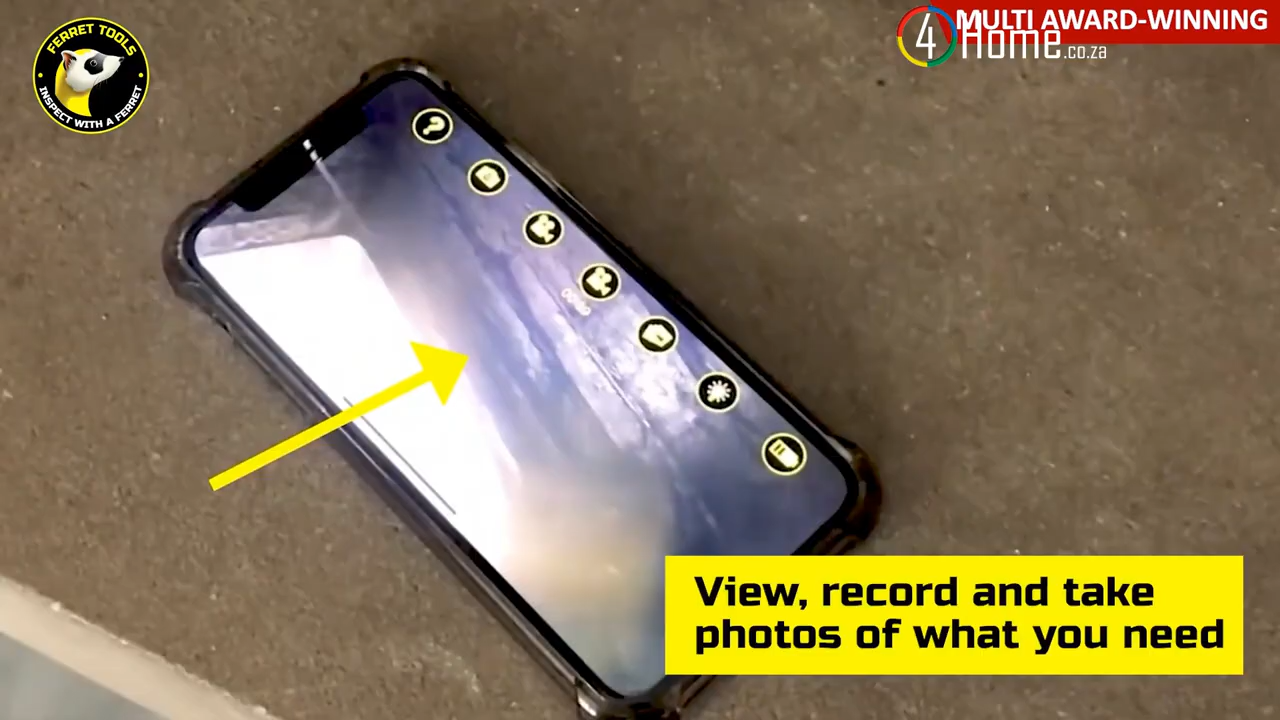 FERRET TOOLS
INSPECT WITH A FERRET
MULTI AWARD-WINNING
4 Home.co.za
?
View, record and take
photos of what you need